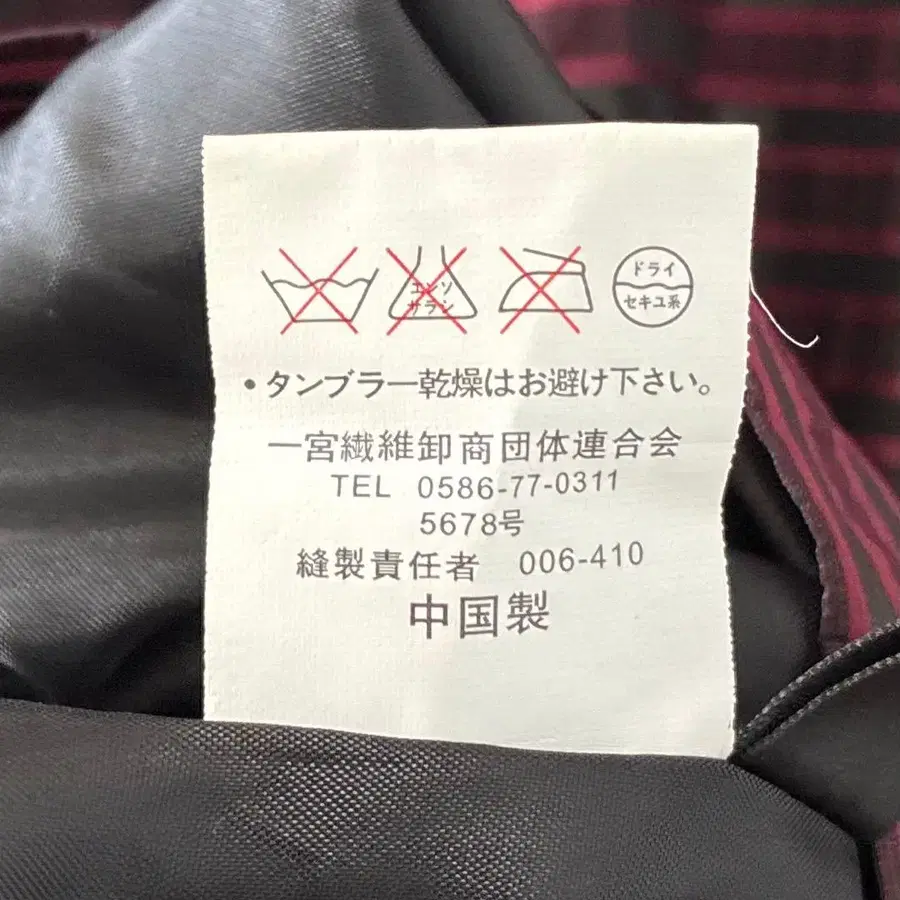 エンソ ドライ
サラシ セキユ系
・タンブラー乾燥はお避け下さい。
一宮繊維卸商団体連合会
TEL 0586-77-0311
5678号
縫製責任者 006-410
中国製